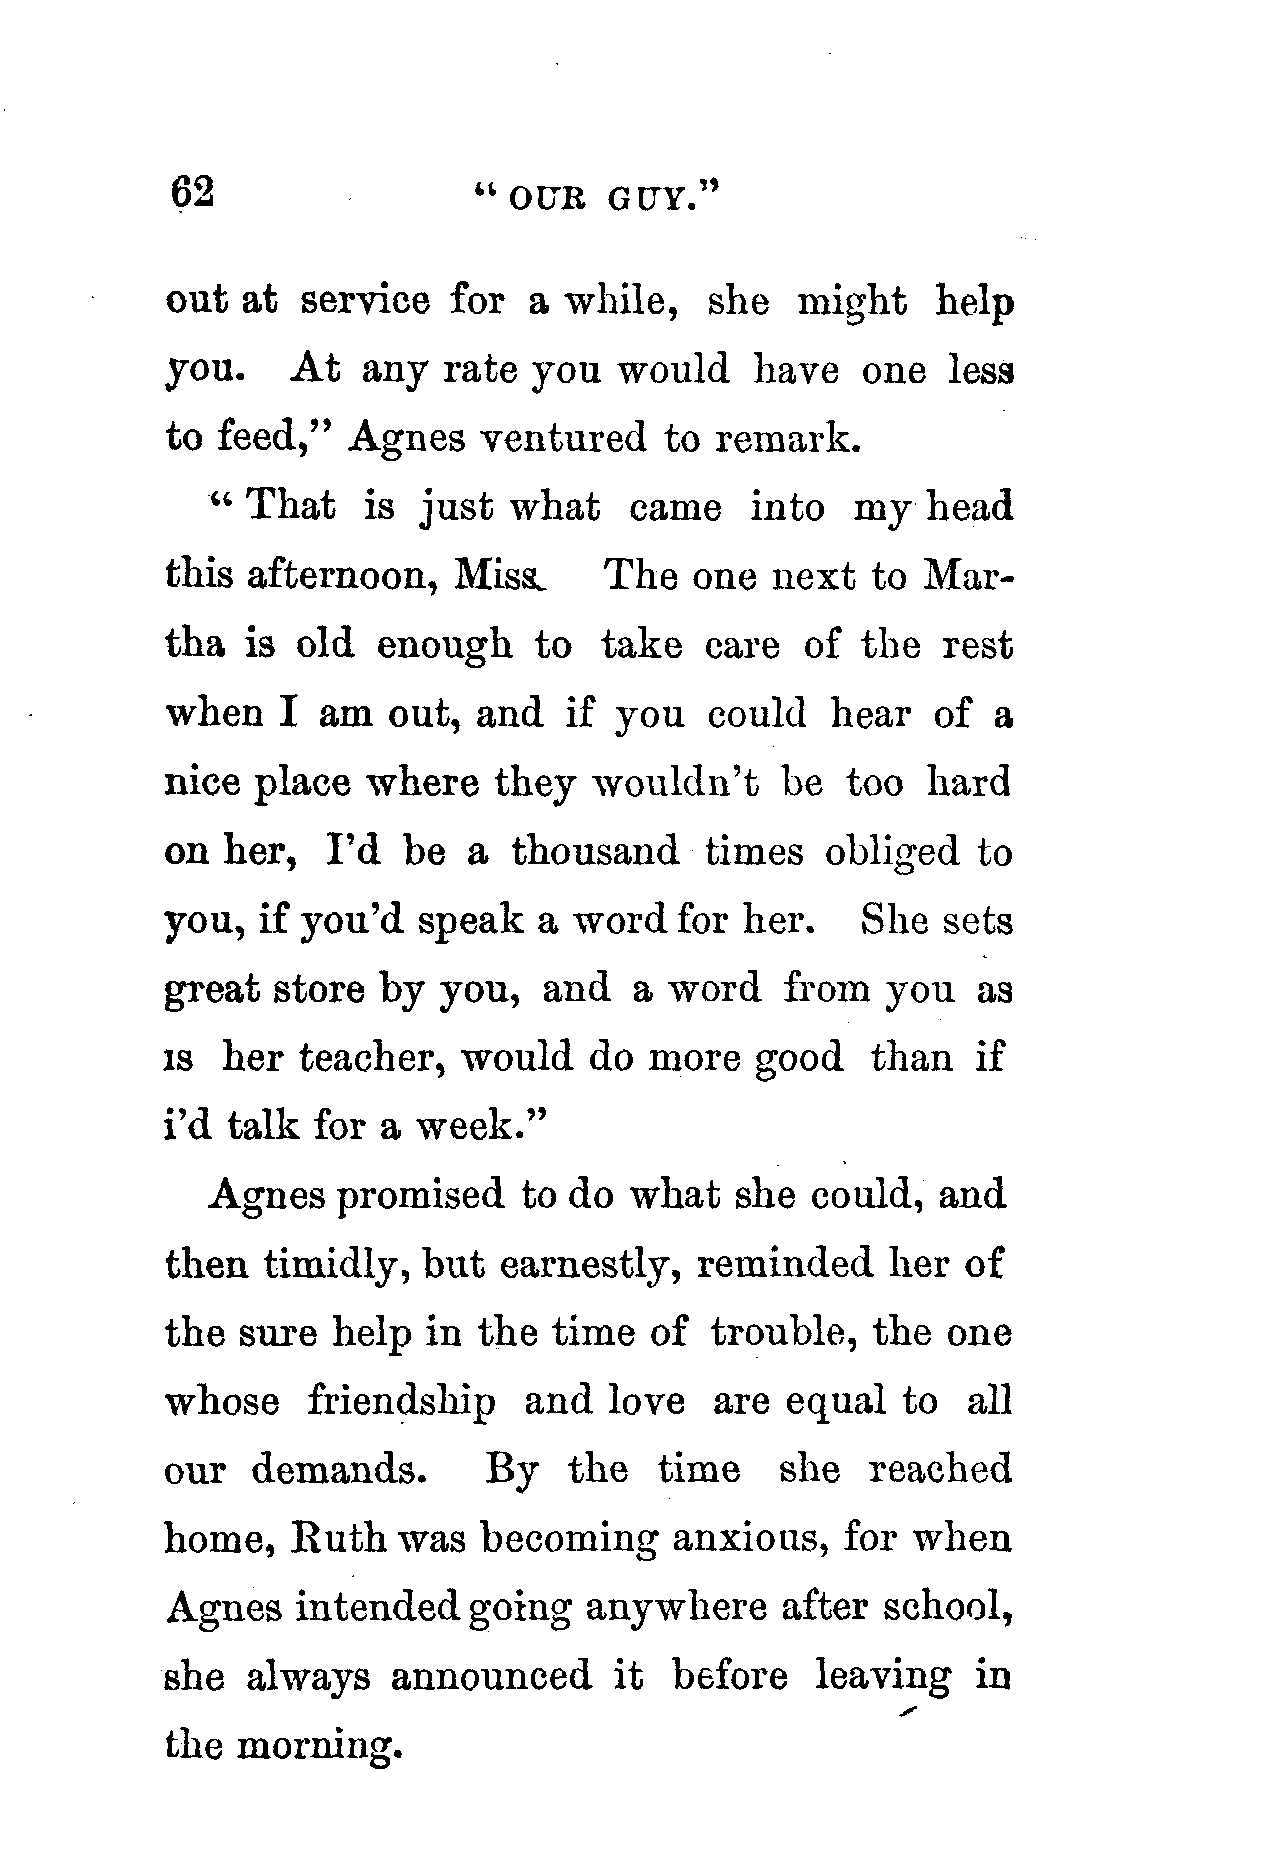 62 “ OUR GUY.”
out at service for a while, she might help
you. At any rate you would have one less
to feed,” Agnes ventured to remark.
“ That is just what came into my head
this afternoon, Miss. The one next to Mar-
tha is old enough to take care of the rest
when I am out, and if you could hear of a
nice place where they wouldn’t be too hard
on her, I’d be a thousand times obliged to
you, if you’d speak a word for her. She sets
great store by you, and a word from you as
is her teacher, would do more good than if
i’d talk for a week.”
Agnes promised to do what she could, and
then timidly, but earnestly, reminded her of
the sure help in the time of trouble, the one
whose friendship and love are equal to all
our demands. By the time she reached
home, Ruth was becoming anxious, for when
Agnes intended going anywhere after school,
she always announced it before leaving in
the morning.